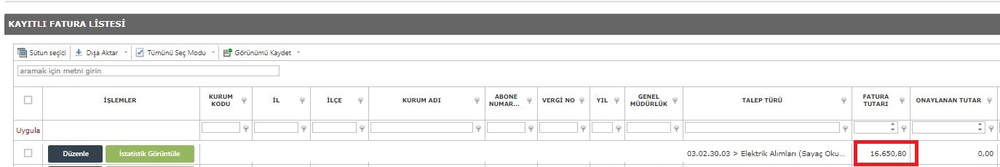 KAYITLI FATURA LİSTESİ
Sütun seçici Dışa Aktar Tümünü Seç Modu Görünümü Kaydet
aramak için metni girin
İŞLEMLER KURUM KODU İL İLÇE KURUM ADI ABONE NUMAR... VERGİ NO YIL GENEL MÜDÜRLÜK TALEP TÜRÜ FATURA TUTARI ONAYLANAN TUTAR
Uygula
Düzenle İstatistik Görüntüle 03.02.30.03 > Elektrik Alımları (Sayaç Oku... 16.650,80 0,00